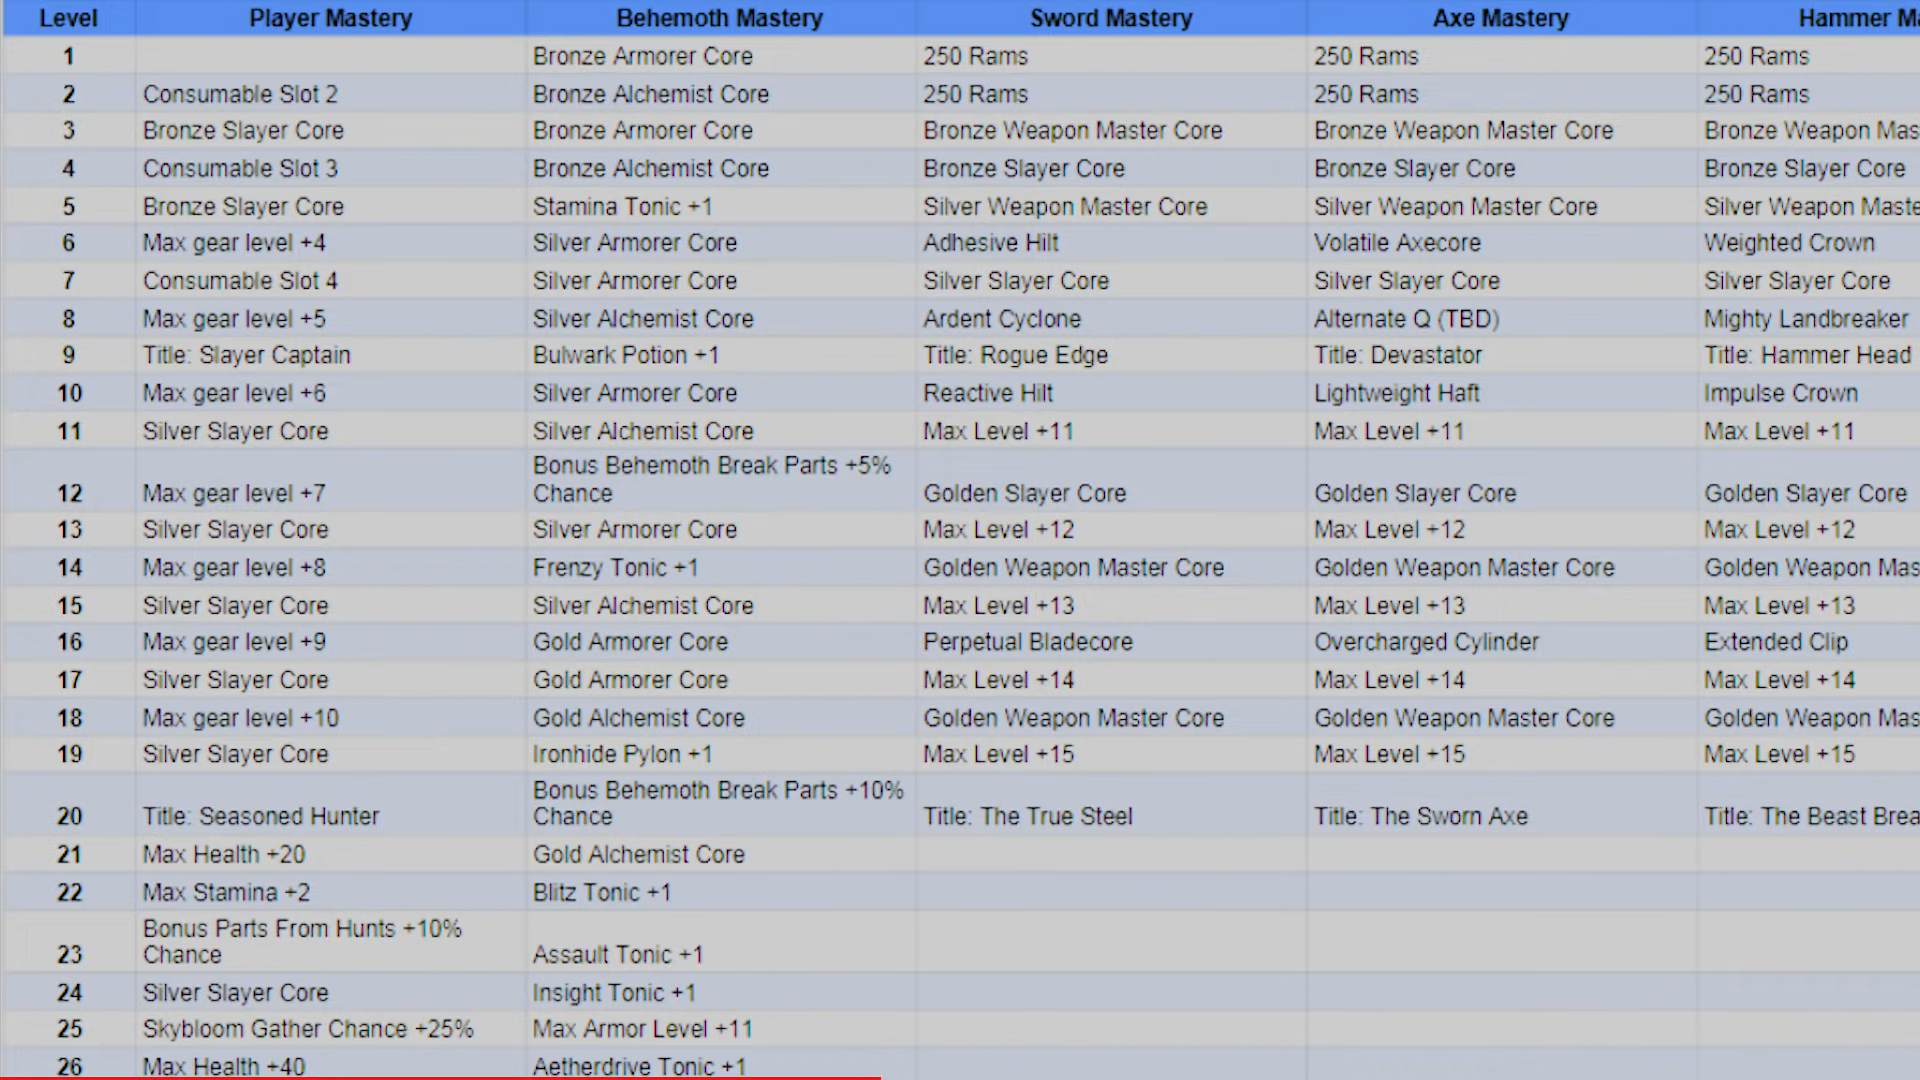 Level Player Mastery Behemoth Mastery Sword Mastery Axe Mastery Hammer
1 Bronze Armorer Core 250 Rams 250 Rams 250 Rams
2 Consumable Slot 2 Bronze Alchemist Core 250 Rams 250 Rams 250 Rams
3 Bronze Slayer Core Bronze Armorer Core Bronze Weapon Master Core Bronze Weapon Master Core Bronze Weapon Mas
4 Consumable Slot 3 Bronze Alchemist Core Bronze Slayer Core Bronze Slayer Core Bronze Slayer Core
5 Bronze Slayer Core Stamina Tonic +1 Silver Weapon Master Core Silver Weapon Master Core Silver Weapon Maste
6 Max gear level +4 Silver Armorer Core Adhesive Hilt Volatile Axecore Weighted Crown
7 Consumable Slot 4 Silver Armorer Core Silver Slayer Core Silver Slayer Core Silver Slayer Core
8 Max gear level +5 Silver Alchemist Core Ardent Cyclone Alternate Q (TBD) Mighty Landbreaker
9 Title: Slayer Captain Bulwark Potion +1 Title: Rogue Edge Title: Devastator Title: Hammer Head
10 Max gear level +6 Silver Armorer Core Reactive Hilt Lightweight Haft Impulse Crown
11 Silver Slayer Core Silver Alchemist Core Max Level +11 Max Level +11 Max Level +11
Bonus Behemoth Break Parts +5%
12 Max gear level +7 Chance Golden Slayer Core Golden Slayer Core Golden Slayer Core
13 Silver Slayer Core Silver Armorer Core Max Level +12 Max Level +12 Max Level +12
14 Max gear level +8 Frenzy Tonic +1 Golden Weapon Master Core Golden Weapon Master Core Golden Weapon Mas
15 Silver Slayer Core Silver Alchemist Core Max Level +13 Max Level +13 Max Level +13
16 Max gear level +9 Gold Armorer Core Perpetual Bladecore Overcharged Cylinder Extended Clip
17 Silver Slayer Core Gold Armorer Core Max Level +14 Max Level +14 Max Level +14
18 Max gear level +10 Gold Alchemist Core Golden Weapon Master Core Golden Weapon Master Core Golden Weapon Mas
19 Silver Slayer Core Ironhide Pylon +1 Max Level +15 Max Level +15 Max Level +15
Bonus Behemoth Break Parts +10%
20 Title: Seasoned Hunter Chance Title: The True Steel Title: The Sworn Axe Title: The Beast Brea
21 Max Health +20 Gold Alchemist Core
22 Max Stamina +2 Blitz Tonic +1
Bonus Parts From Hunts +10%
23 Chance Assault Tonic +1
24 Silver Slayer Core Insight Tonic +1
25 Skybloom Gather Chance +25% Max Armor Level +11
26 Max Health +40 Aetherdrive Tonic +1